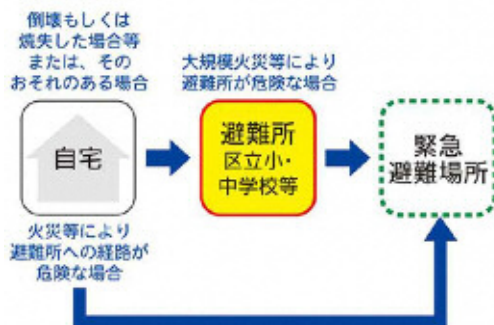 倒壊もしくは
焼失した場合等
または、その
おそれのある場合
自宅
火災等により
避難所への経路が
危険な場合
大規模火災等により
避難所が危険な場合
避難所
区立小・
中学校等
緊急
避難場所